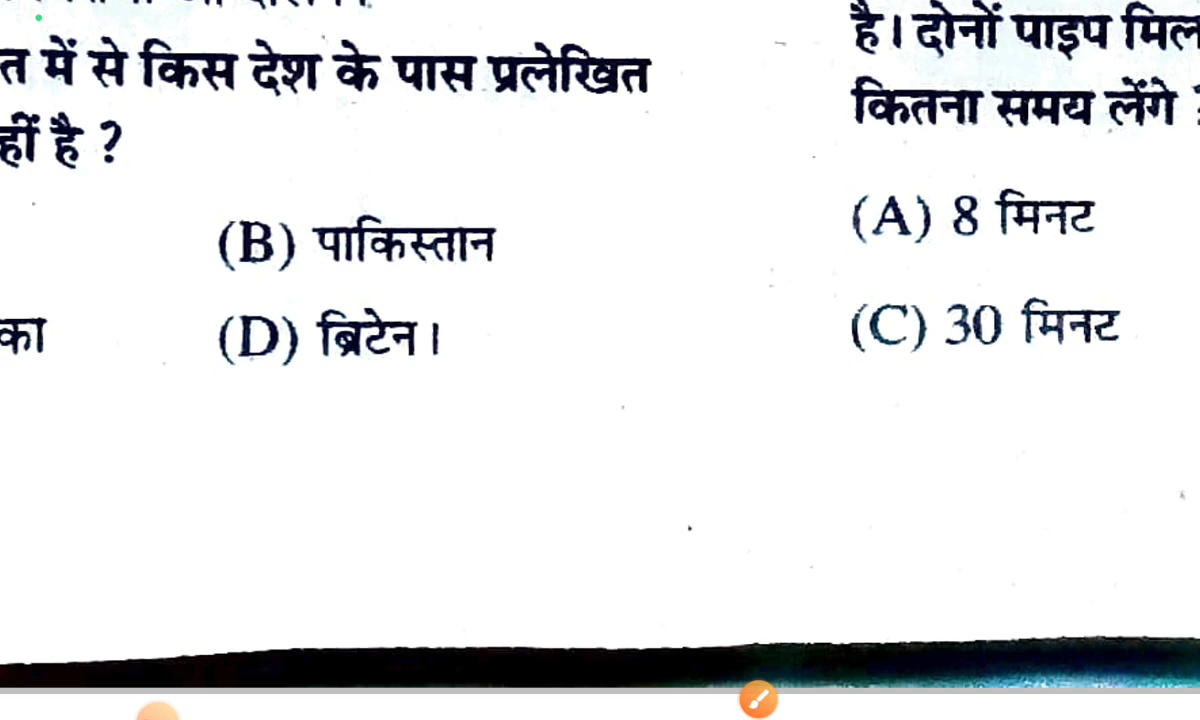 त में से किस देश के पास प्रलेखित
हीं है ?
(B) पाकिस्तान
का (D) ब्रिटेन।
है। दोनों पाइप मिल
कितना समय लेंगे
(A) 8 मिनट
(C) 30 मिनट